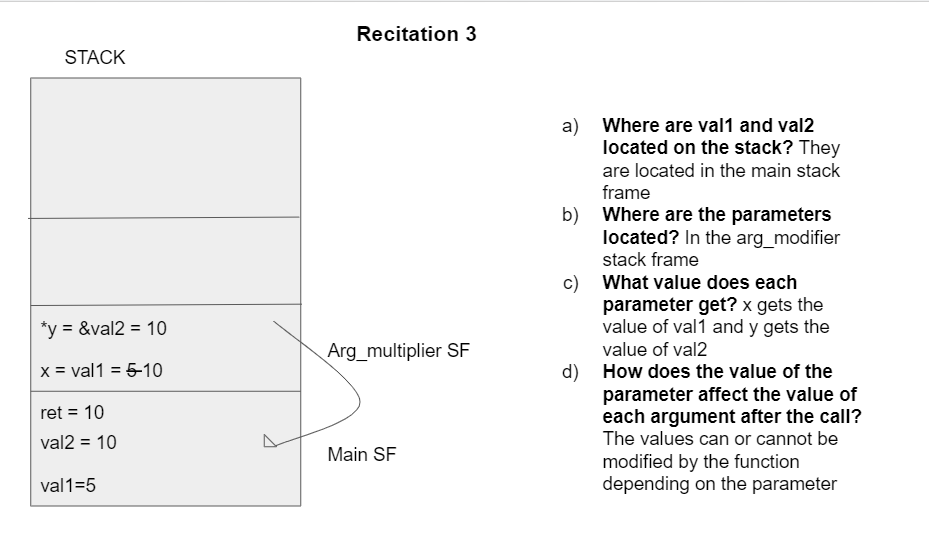 Recitation 3
STACK
*y = &val2 = 10
x = val1 = 5 10
Arg_multiplier SF
ret = 10
val2 = 10
val1=5
Main SF
a) Where are val1 and val2
located on the stack? They
are located in the main stack
frame
b) Where are the parameters
located? In the arg_modifier
stack frame
c) What value does each
parameter get? x gets the
value of val1 and y gets the
value of val2
d) How does the value of the
parameter affect the value of
each argument after the call?
The values can or cannot be
modified by the function
depending on the parameter